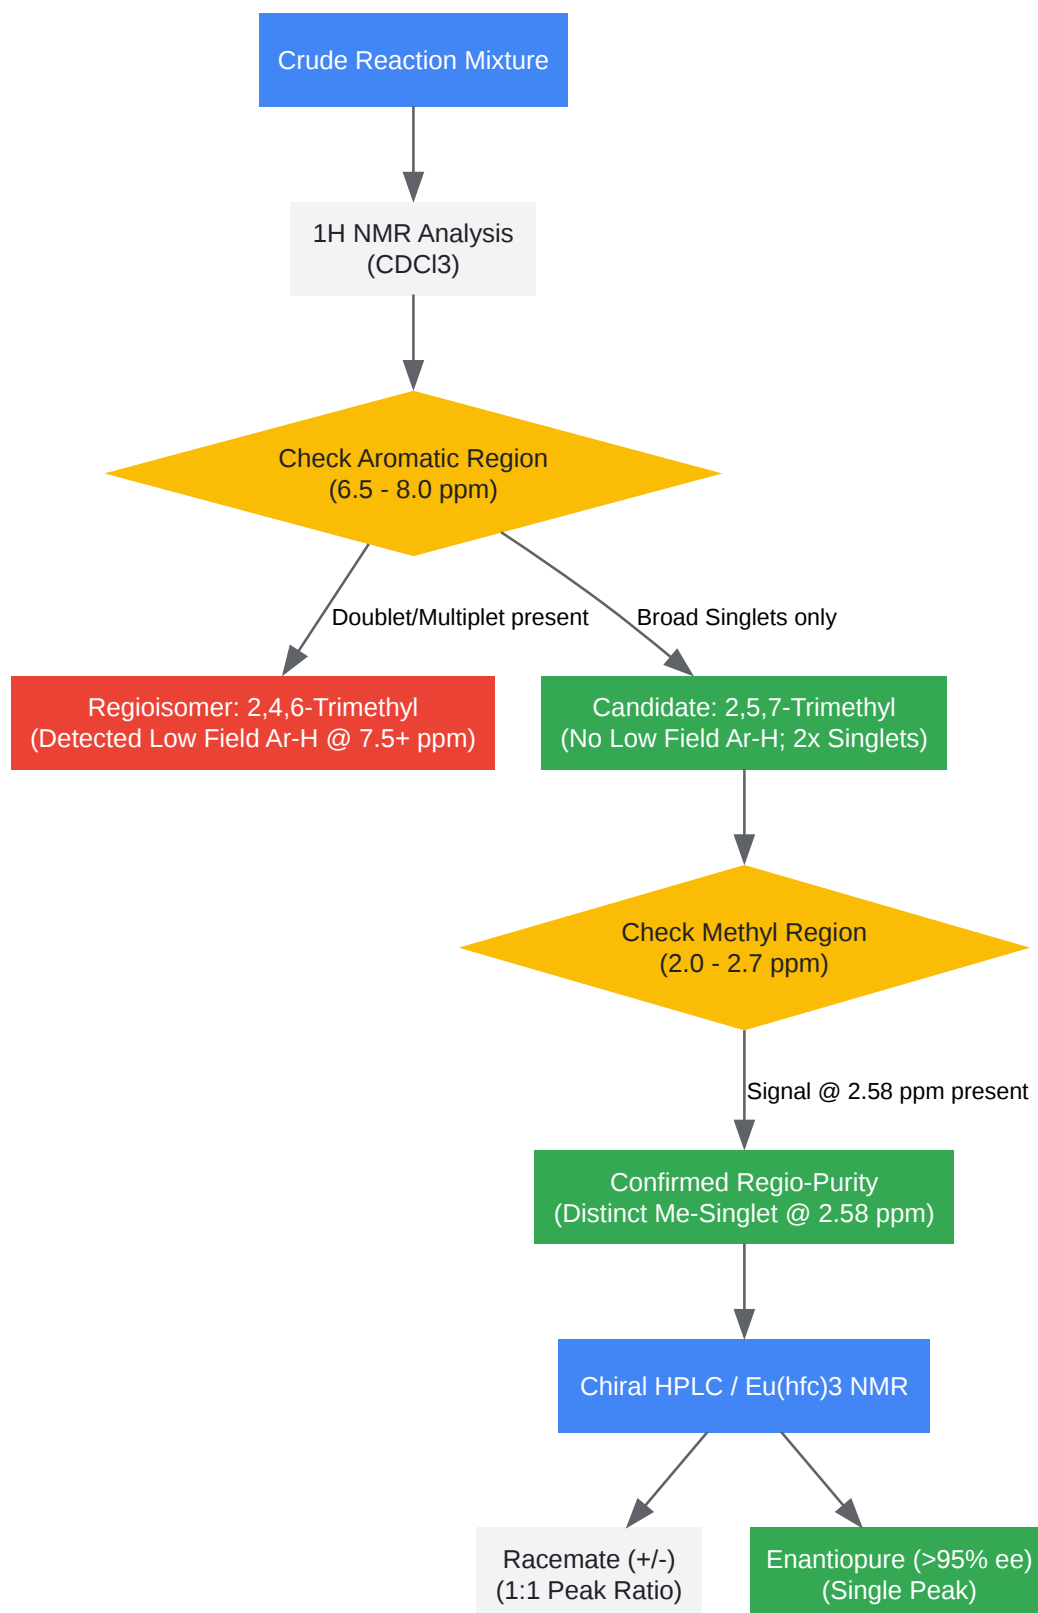 Crude Reaction Mixture
1H NMR Analysis
(CDCl3)
Check Aromatic Region
(6.5 - 8.0 ppm)
Doublet/Multiplet present
Broad Singlets only
Regioisomer: 2,4,6-Trimethyl
(Detected Low Field Ar-H @ 7.5+ ppm)
Candidate: 2,5,7-Trimethyl
(No Low Field Ar-H; 2x Singlets)
Check Methyl Region
(2.0 - 2.7 ppm)
Signal @ 2.58 ppm present
Confirmed Regio-Purity
(Distinct Me-Singlet @ 2.58 ppm)
Chiral HPLC / Eu(hfc)3 NMR
Racemate (+/-)
(1:1 Peak Ratio)
Enantiopure (>95% ee)
(Single Peak)